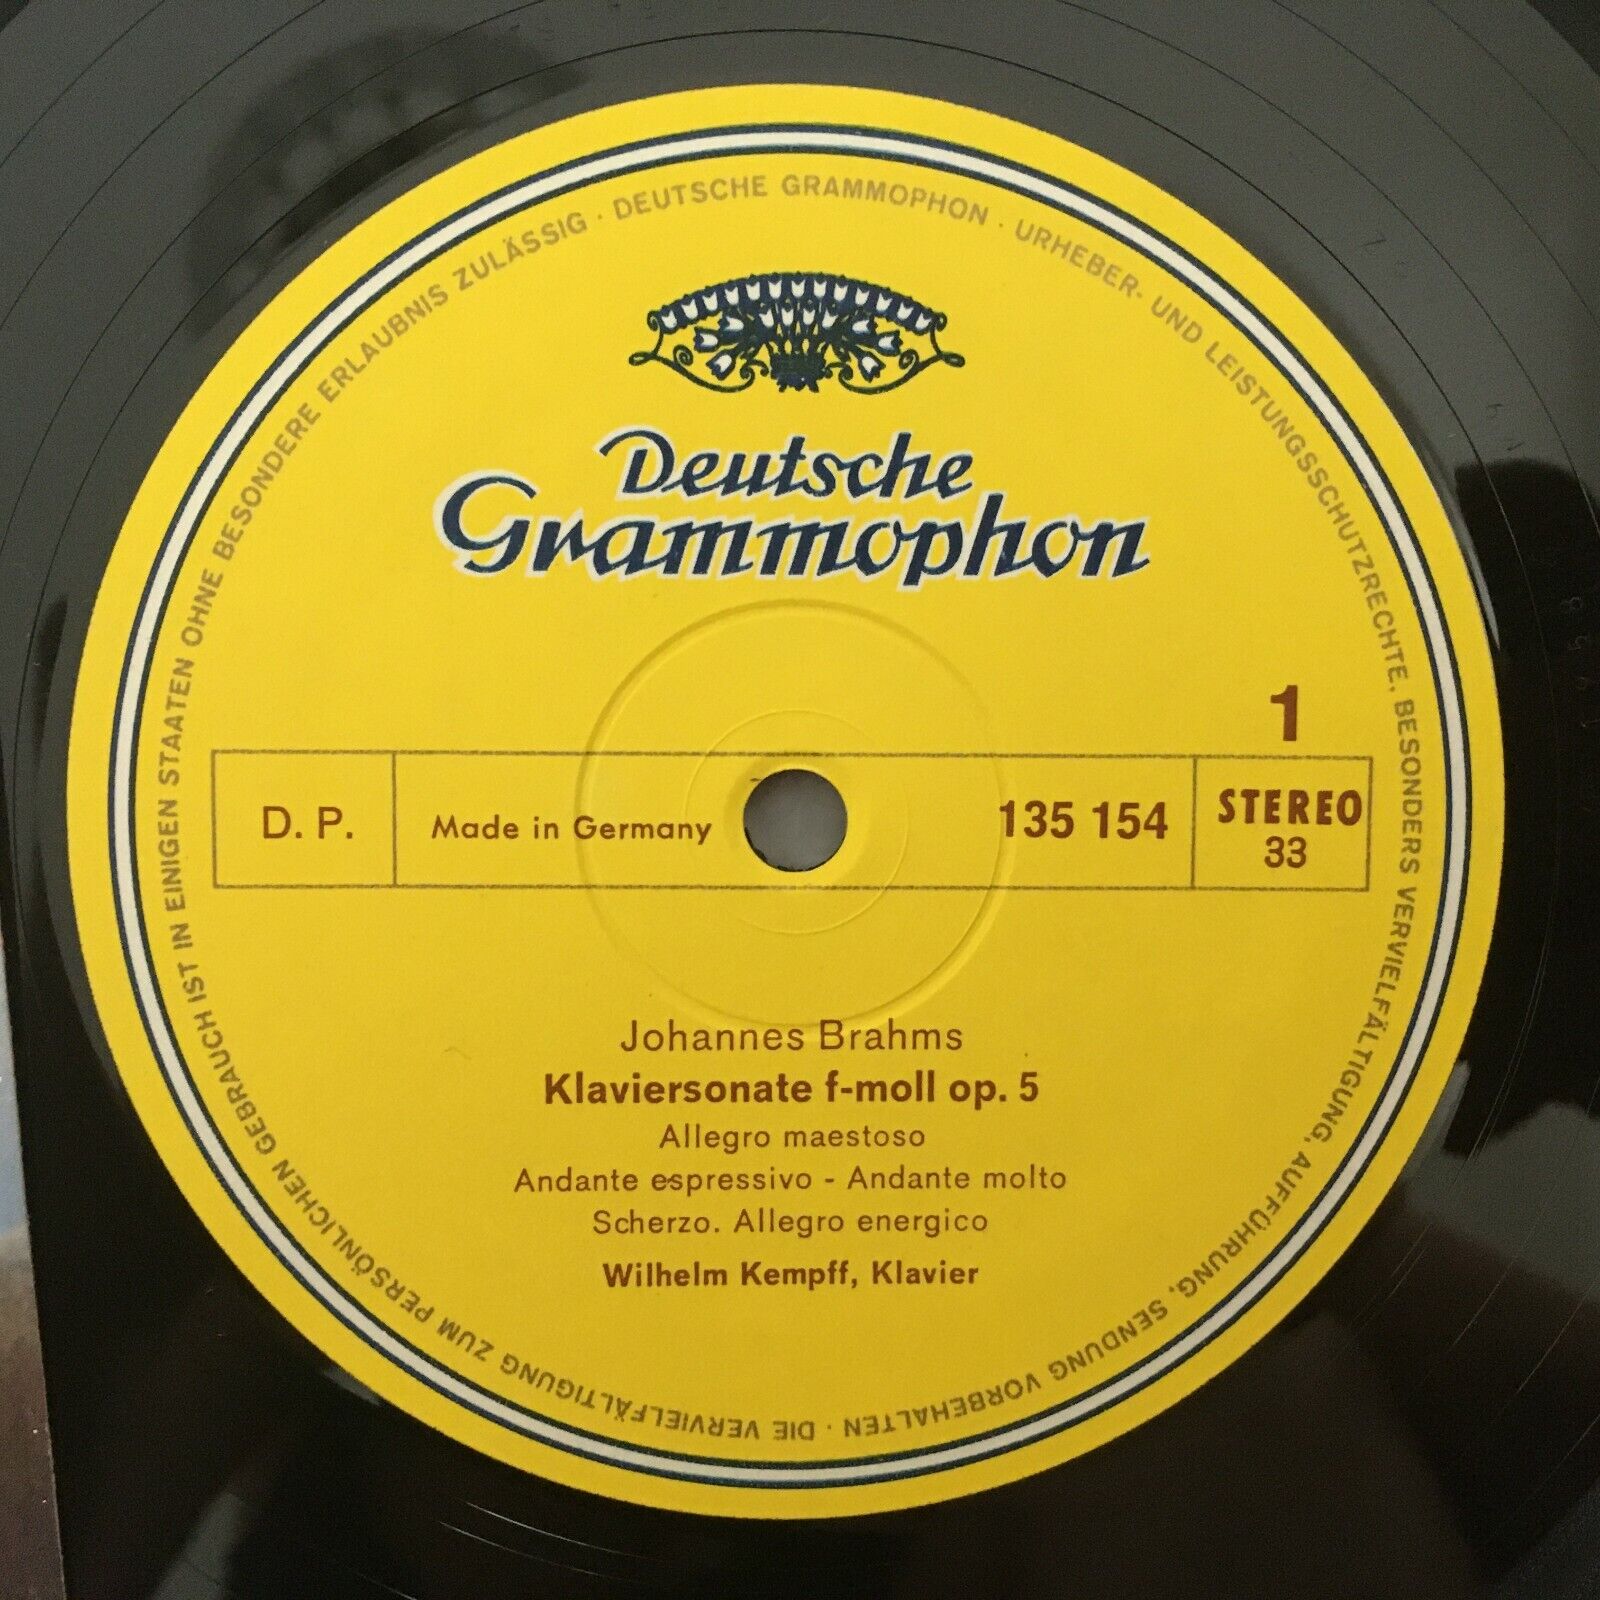 DEUTSCHE GRAMMOPHON · URHEBER- UND LEISTUNGSSCHUTZRECHTE, BESONDERS VERVIELFÄLTIGUNG, AUFFÜHRUNG, SENDUNG VORBEHALTEN · DIE VERVIELFÄLTIGUNG ZUM PERSÖNLICHEN GEBRAUCH IST IN EINIGEN STAATEN OHNE BESONDERE ERLAUBNIS ZULÄSSIG ·
Deutsche
Grammophon
1
D. P. Made in Germany 135 154 STEREO
33
Johannes Brahms
Klaviersonate f-moll op. 5
Allegro maestoso
Andante espressivo - Andante molto
Scherzo. Allegro energico
Wilhelm Kempff, Klavier